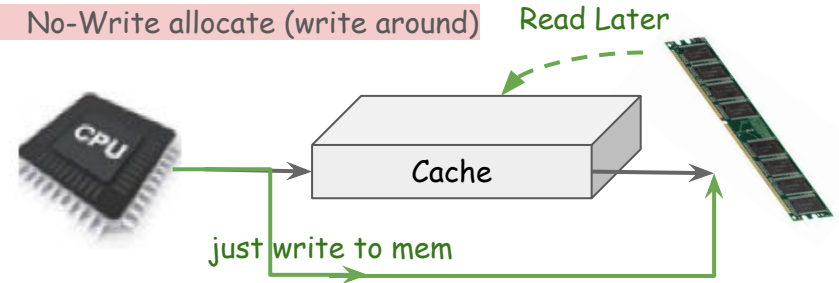 No-Write allocate (write around)
Read Later
CPU
Cache
just write to mem